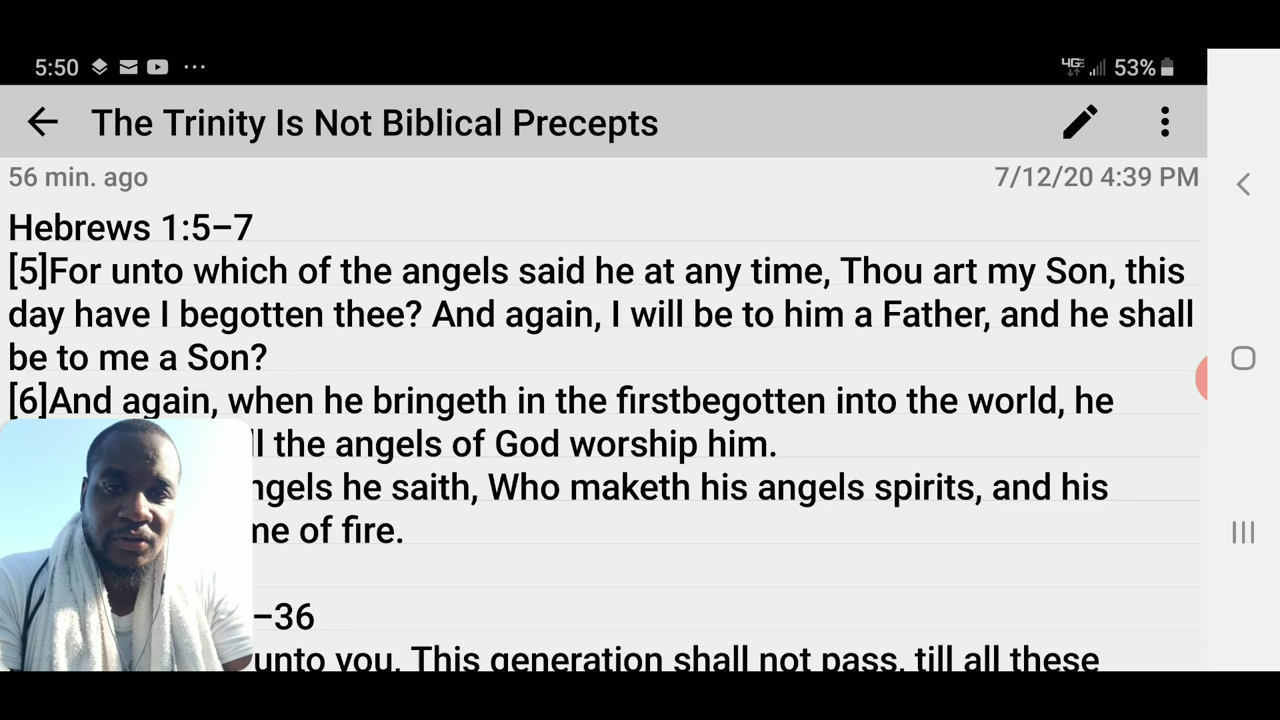 5:50 ... 4G 53%
The Trinity Is Not Biblical Precepts
56 min. ago 7/12/20 4:39 PM
Hebrews 1:5–7
[5]For unto which of the angels said he at any time, Thou art my Son, this
day have I begotten thee? And again, I will be to him a Father, and he shall
be to me a Son?
[6]And again, when he bringeth in the firstbegotten into the world, he
the angels of God worship him.
he saith, Who maketh his angels spirits, and his
of fire.
–36
unto you, This generation shall not pass, till all these